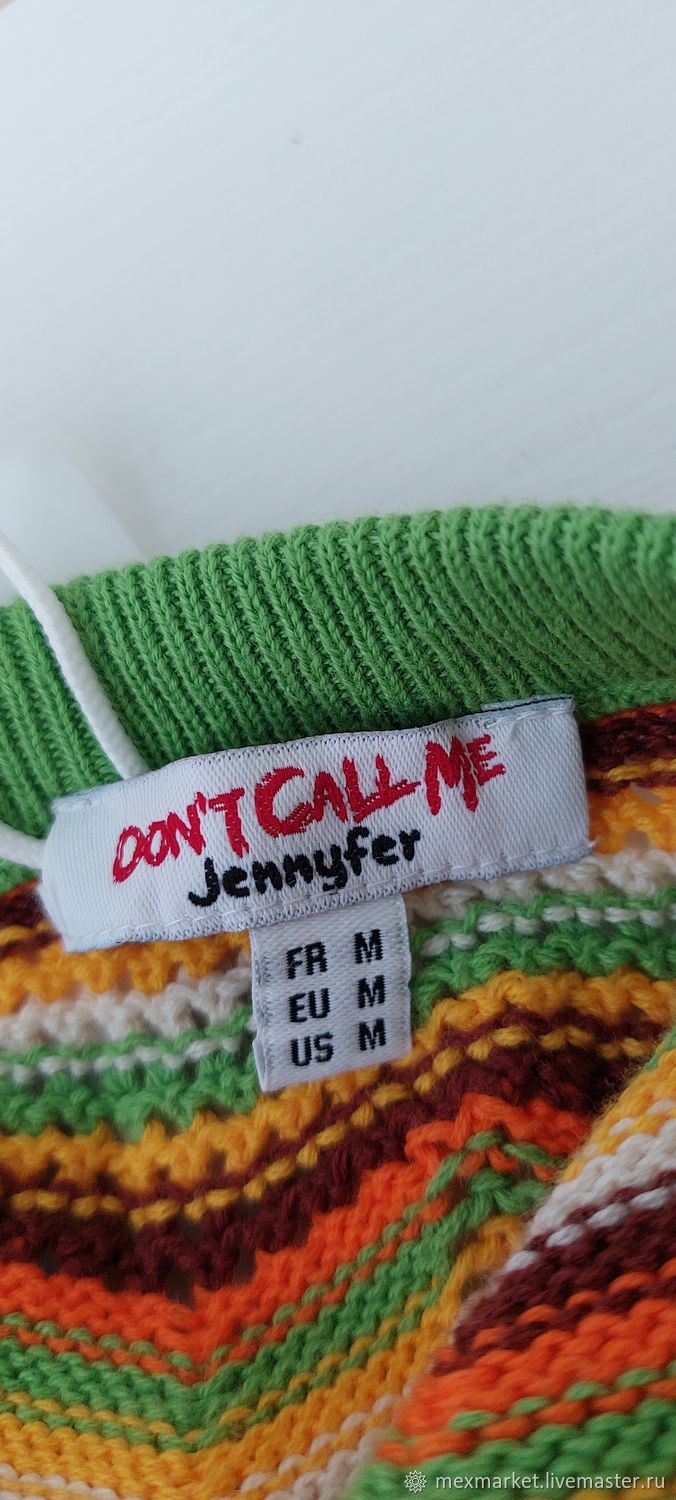 DON'T CALL ME
Jennyfer
FR M
EU M
US M
mexmarket.livemaster.ru